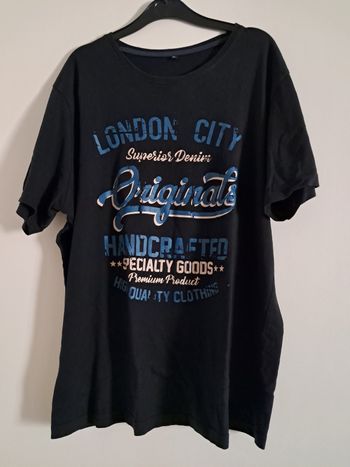 LONDON CITY
Superior Denim
Originals
HANDCRAFTED
★★SPECIALTY GOODS★★
Premium Product
HIGH QUALITY CLOTHING